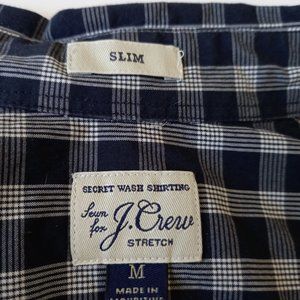 SLIM
SECRET WASH SHIRTING
Sewn
for J.Crew
STRETCH
M
MADE IN
MAURITIUS